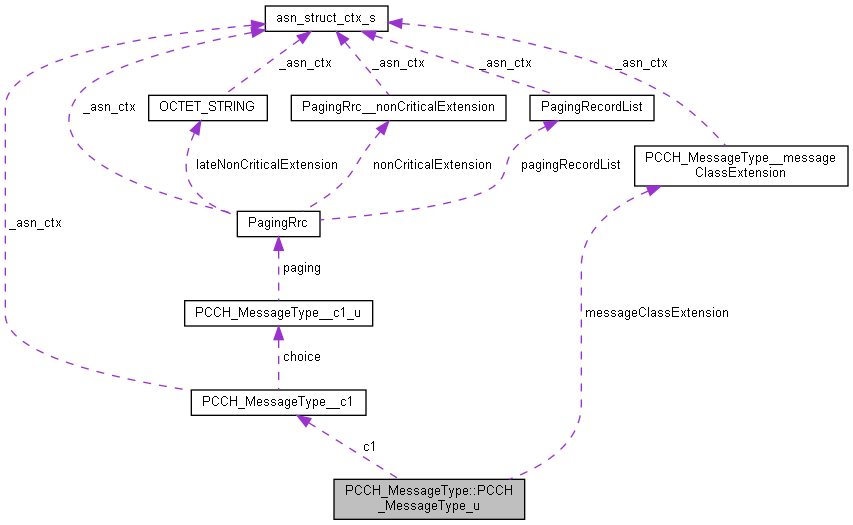 asn_struct_ctx_s
_asn_ctx
_asn_ctx
_asn_ctx
_asn_ctx
OCTET_STRING
PagingRrc__nonCriticalExtension
PagingRecordList
_asn_ctx
lateNonCriticalExtension
nonCriticalExtension
pagingRecordList
PCCH_MessageType__message
ClassExtension
PagingRrc
_asn_ctx
paging
PCCH_MessageType__c1_u
messageClassExtension
choice
PCCH_MessageType__c1
c1
PCCH_MessageType::PCCH
_MessageType_u